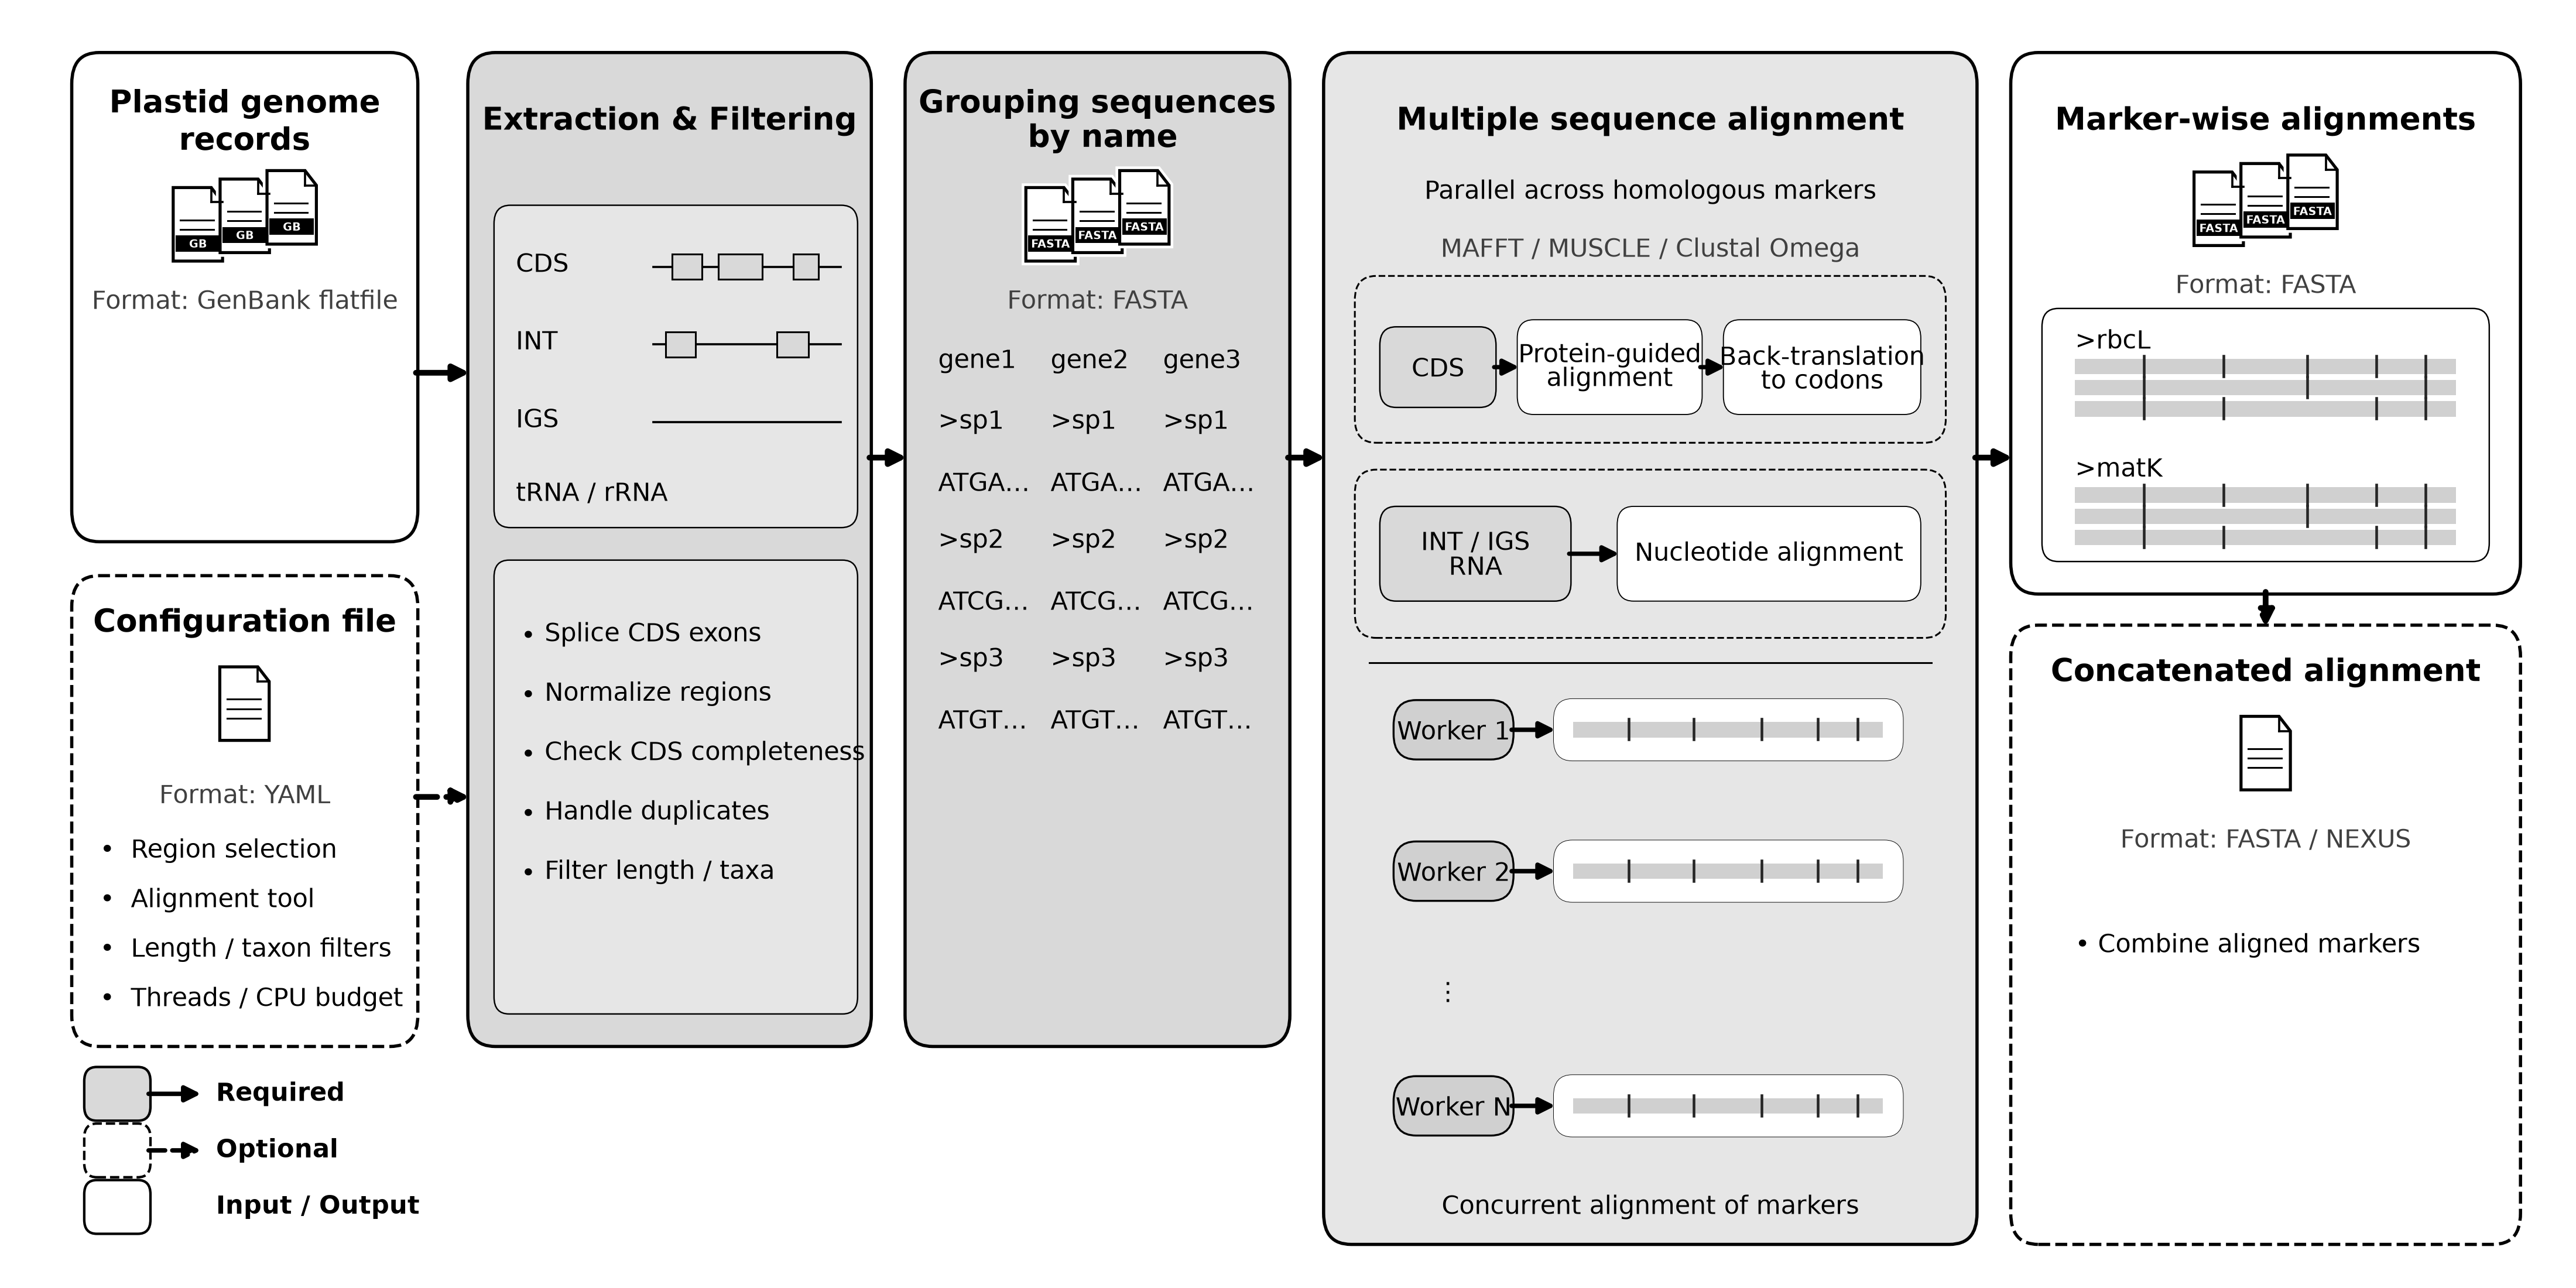 Plastid genome
records
GB
GB
GB
Format: GenBank flatfile
Configuration file
Format: YAML
• Region selection
• Alignment tool
• Length / taxon filters
• Threads / CPU budget
Required
Optional
Input / Output
Extraction & Filtering
CDS
INT
IGS
tRNA / rRNA
• Splice CDS exons
• Normalize regions
• Check CDS completeness
• Handle duplicates
• Filter length / taxa
Grouping sequences
by name
FASTA
FASTA
FASTA
Format: FASTA
gene1 gene2 gene3
>sp1 >sp1 >sp1
ATGA... ATGA... ATGA...
>sp2 >sp2 >sp2
ATCG... ATCG... ATCG...
>sp3 >sp3 >sp3
ATGT... ATGT... ATGT...
Multiple sequence alignment
Parallel across homologous markers
MAFFT / MUSCLE / Clustal Omega
CDS
Protein-guided
alignment
Back-translation
to codons
INT / IGS
RNA
Nucleotide alignment
Worker 1
Worker 2
⋮
Worker N
Concurrent alignment of markers
Marker-wise alignments
FASTA
FASTA
FASTA
Format: FASTA
>rbcL
>matK
Concatenated alignment
Format: FASTA / NEXUS
• Combine aligned markers